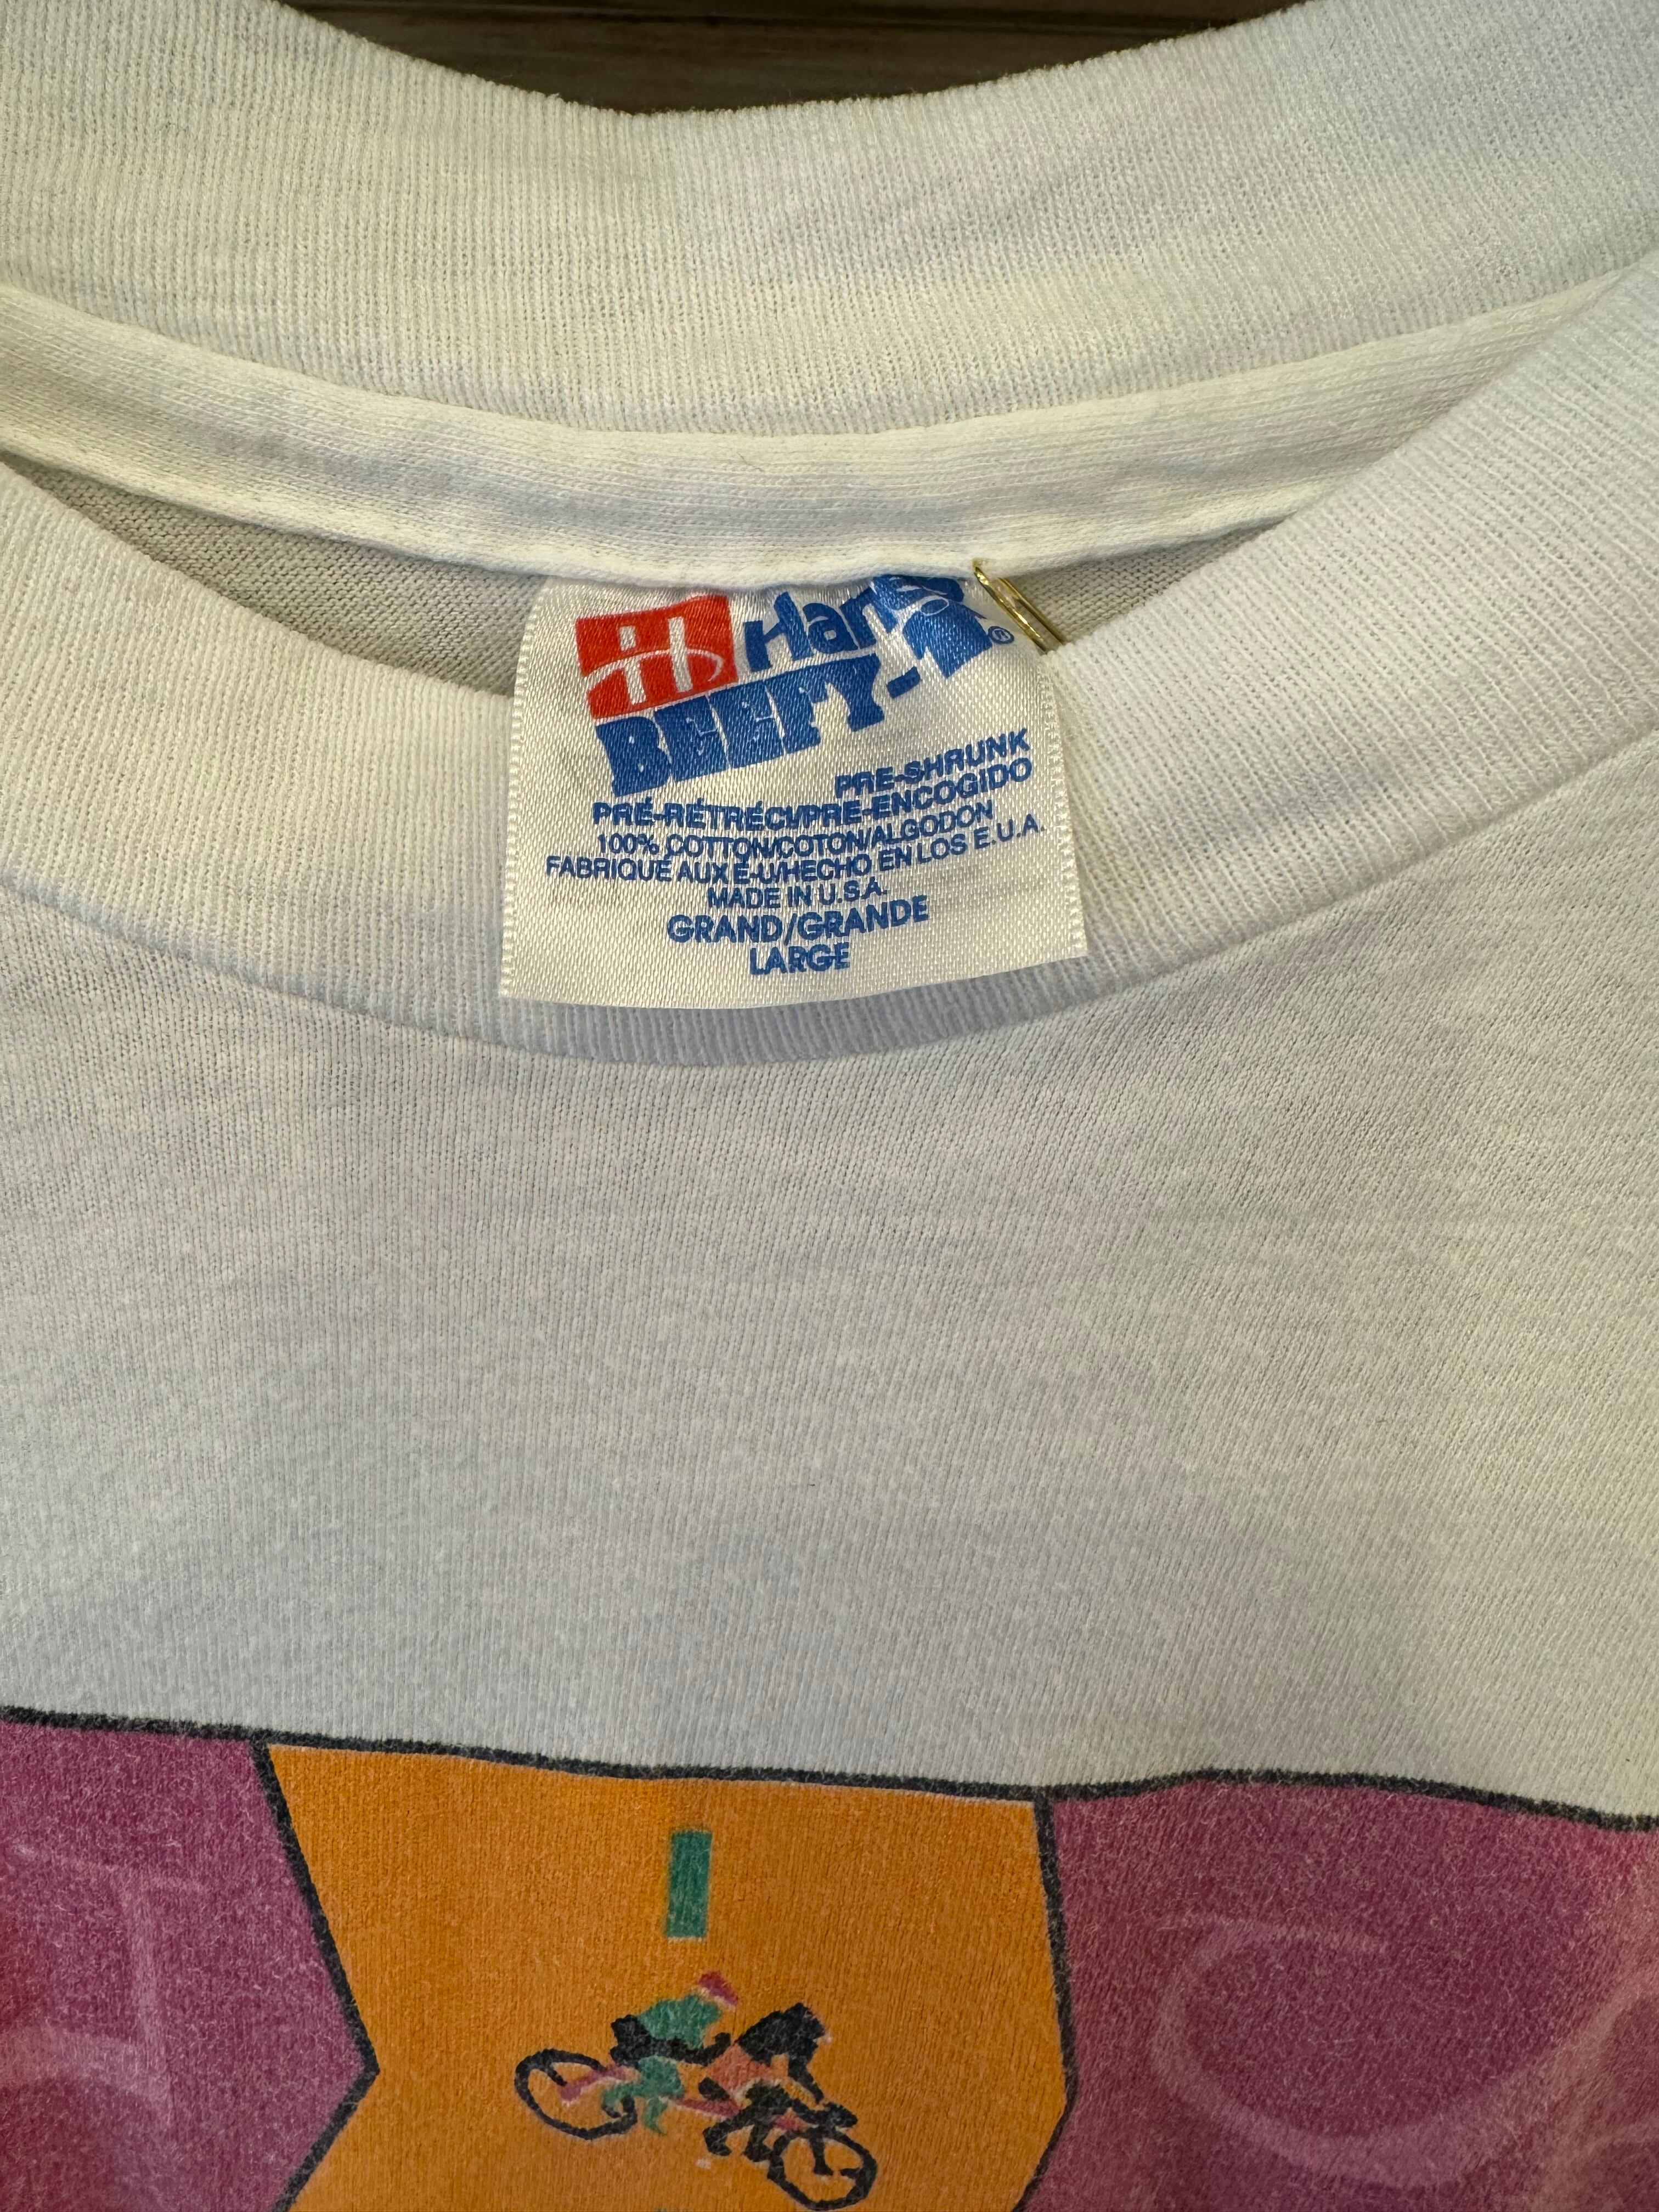 Hanes
BEEFY-T®
PRE-SHRUNK
PRÉ-RÉTRÉCI/PRE-ENCOGIDO
100% COTTON/COTON/ALGODON
FABRIQUÉ AUX É-U/HECHO EN LOS E.U.A.
MADE IN U.S.A.
GRAND/GRANDE
LARGE